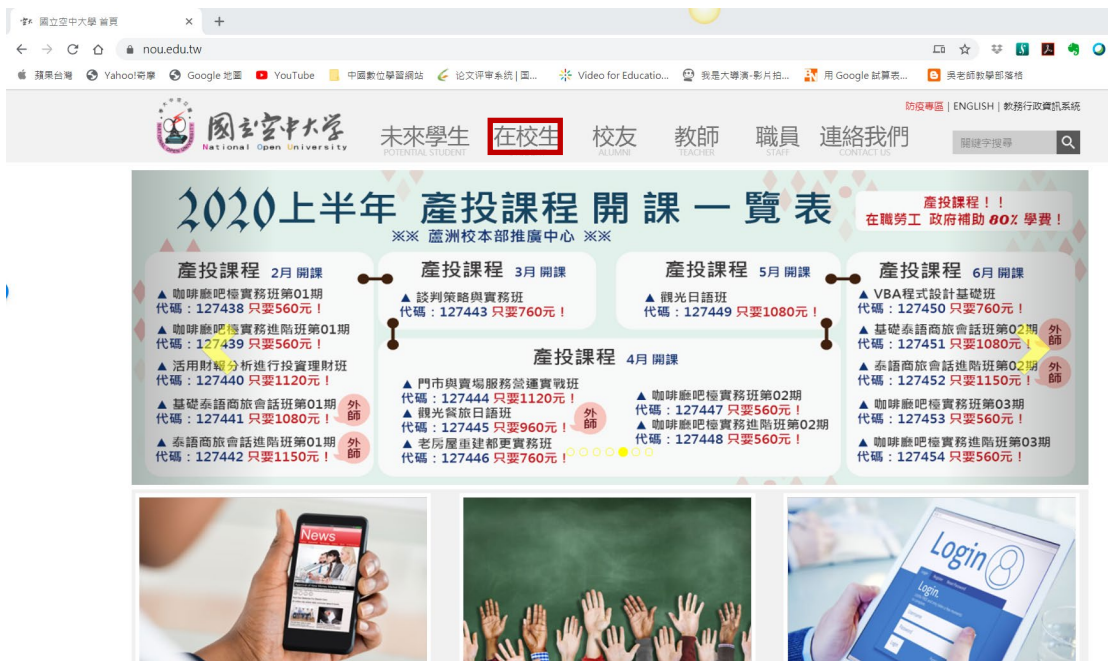 國立空中大學 首頁
nou.edu.tw
蘋果台灣 Yahoo!奇摩 Google 地圖 YouTube 中國數位學習網站 论文评审系统|国... Video for Educatio... 我是大導演-影片拍... 用 Google 試算表... 吳老師教學部落格
防疫專區 | ENGLISH | 教務行政資訊系統
國立空中大学
National Open University
未來學生 在校生 校友 教師 職員 連絡我們
POTENTIAL STUDENT ALUMNI TEACHER STAFF CONTACT US
關鍵字搜尋
2020上半年 產投課程開課一覽表
※※ 蘆洲校本部推廣中心 ※※
產投課程!!
在職勞工 政府補助 80% 學費!
產投課程 2月 開課
▲ 咖啡廳吧檯實務班第01期
代碼:127438 只要560元!
▲ 咖啡廳吧檯實務進階班第01期
代碼:127439 只要560元!
▲ 活用財報分析進行投資理財班
代碼:127440 只要1120元!
▲ 基礎泰語商旅會話班第01期
代碼:127441 只要1080元!
外師
▲ 泰語商旅會話進階班第01期
代碼:127442 只要1150元!
外師
產投課程 3月 開課
▲ 談判策略與實務班
代碼:127443 只要760元!
產投課程 4月 開課
▲ 門市與賣場服務營運實戰班
代碼:127444 只要1120元!
▲ 觀光餐旅日語班
代碼:127445 只要960元!
外師
▲ 老房屋重建都更實務班
代碼:127446 只要760元!
▲ 咖啡廳吧檯實務班第02期
代碼:127447 只要560元!
▲ 咖啡廳吧檯實務進階班第02期
代碼:127448 只要560元!
產投課程 5月 開課
▲ 觀光日語班
代碼:127449 只要1080元!
產投課程 6月 開課
▲ VBA程式設計基礎班
代碼:127450 只要760元!
▲ 基礎泰語商旅會話班第02期
代碼:127451 只要1080元!
外師
▲ 泰語商旅會話進階班第02期
代碼:127452 只要1150元!
外師
▲ 咖啡廳吧檯實務班第03期
代碼:127453 只要560元!
▲ 咖啡廳吧檯實務進階班第03期
代碼:127454 只要560元!
News
Login
Login